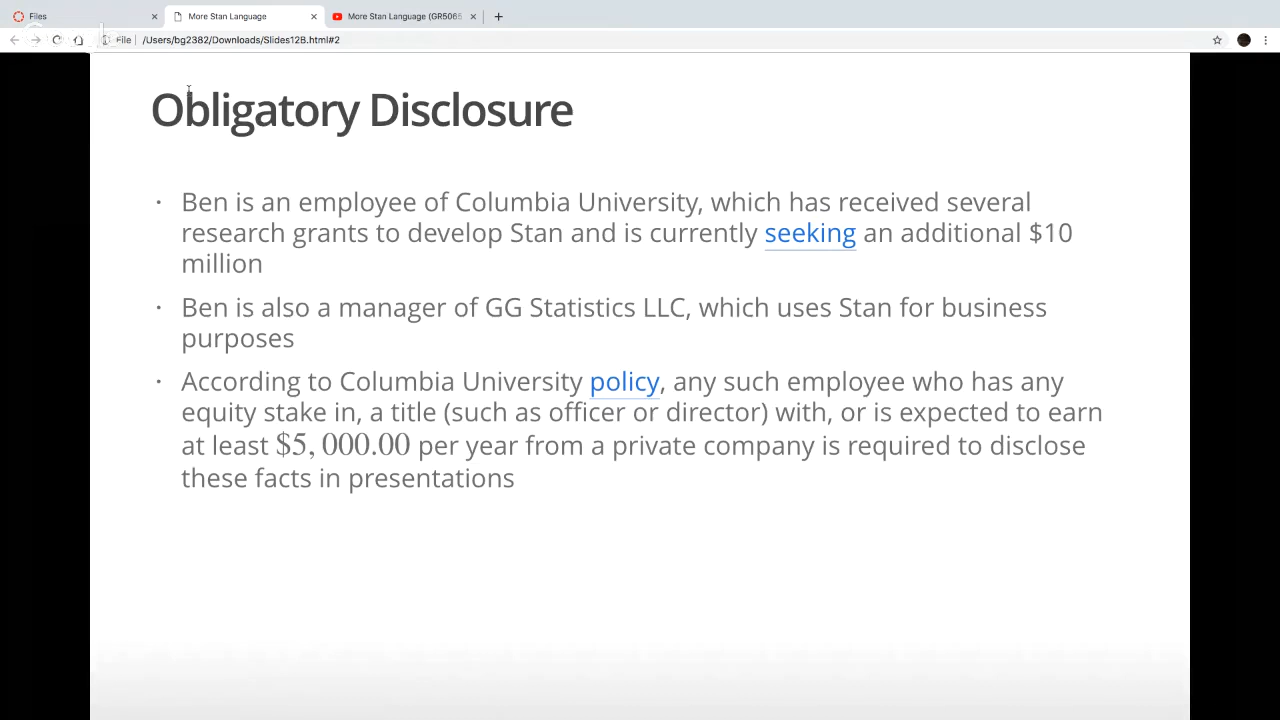 Files
More Stan Language
More Stan Language (GR5065
File
/Users/bg2382/Downloads/Slides12B.html#2
Obligatory Disclosure
· Ben is an employee of Columbia University, which has received several
research grants to develop Stan and is currently seeking an additional $10
million
· Ben is also a manager of GG Statistics LLC, which uses Stan for business
purposes
· According to Columbia University policy, any such employee who has any
equity stake in, a title (such as officer or director) with, or is expected to earn
at least $5, 000.00 per year from a private company is required to disclose
these facts in presentations